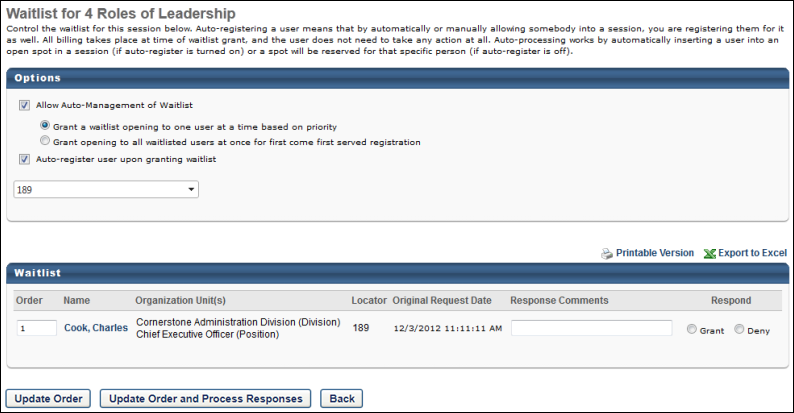 Waitlist for 4 Roles of Leadership
Control the waitlist for this session below. Auto-registering a user means that by automatically or manually allowing somebody into a session, you are registering them for it
as well. All billing takes place at time of waitlist grant, and the user does not need to take any action at all. Auto-processing works by automatically inserting a user into an
open spot in a session (if auto-register is turned on) or a spot will be reserved for that specific person (if auto-register is off).
Options
Allow Auto-Management of Waitlist
Grant a waitlist opening to one user at a time based on priority
Grant opening to all waitlisted users at once for first come first served registration
Auto-register user upon granting waitlist
189
Printable Version Export to Excel
Waitlist
Order Name Organization Unit(s) Locator Original Request Date Response Comments Respond
1 Cook, Charles Cornerstone Administration Division (Division) 189 12/3/2012 11:11:11 AM Grant Deny
Chief Executive Officer (Position)
Update Order Update Order and Process Responses Back